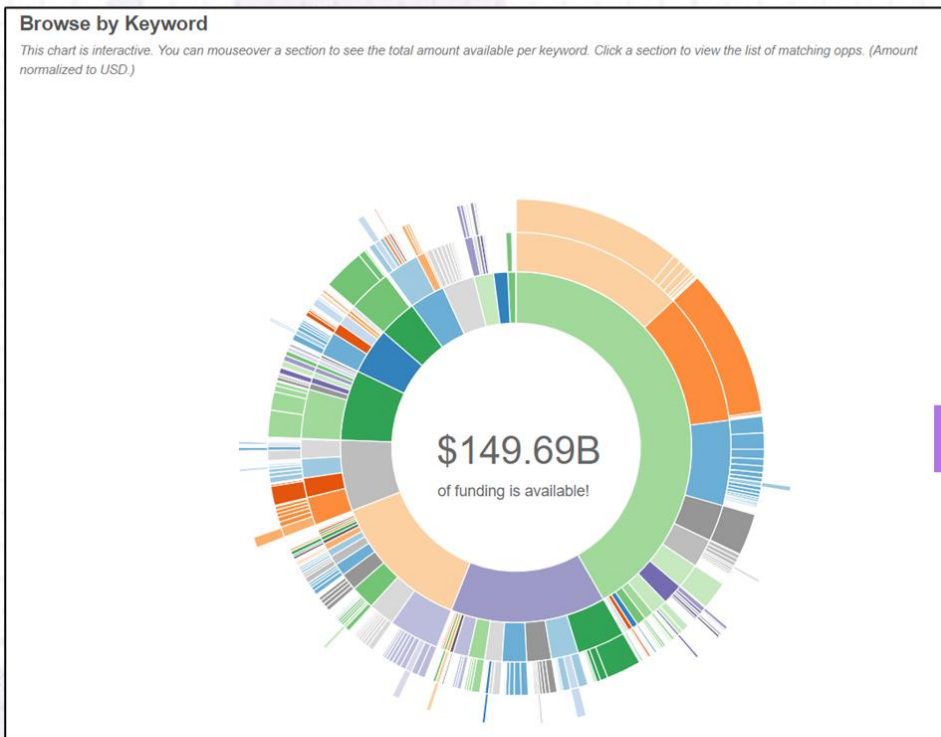 Browse by Keyword
This chart is interactive. You can mouseover a section to see the total amount available per keyword. Click a section to view the list of matching opps. (Amount
normalized to USD.)
$149.69B
of funding is available!